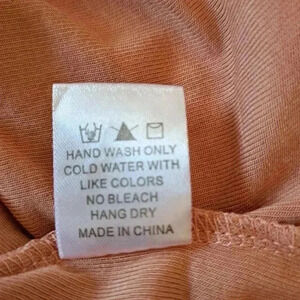 HAND WASH ONLY
COLD WATER WITH
LIKE COLORS
NO BLEACH
HANG DRY
MADE IN CHINA